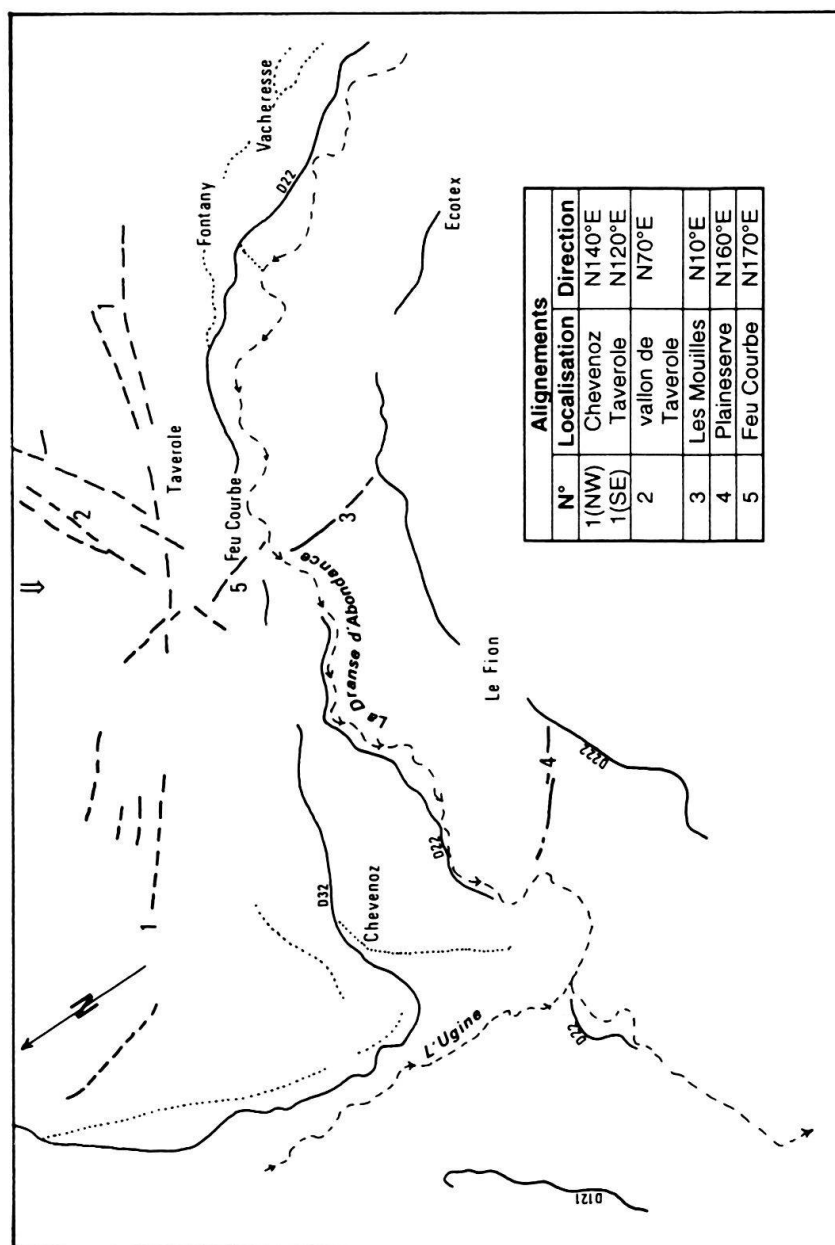 N
1
1
2
Taverole
Fontany
Vacheresse
D22
5
Feu Courbe
3
La Dranse d'Abondance
Ecotex
D32
Chevenoz
D22
Le Fion
4
D222
L'Ugine
D22
D121
Alignements
N° Localisation Direction
1(NW) Chevenoz N140°E
1(SE) Taverole N120°E
2 vallon de N70°E
Taverole
3 Les Mouilles N10°E
4 Plaineserve N160°E
5 Feu Courbe N170°E